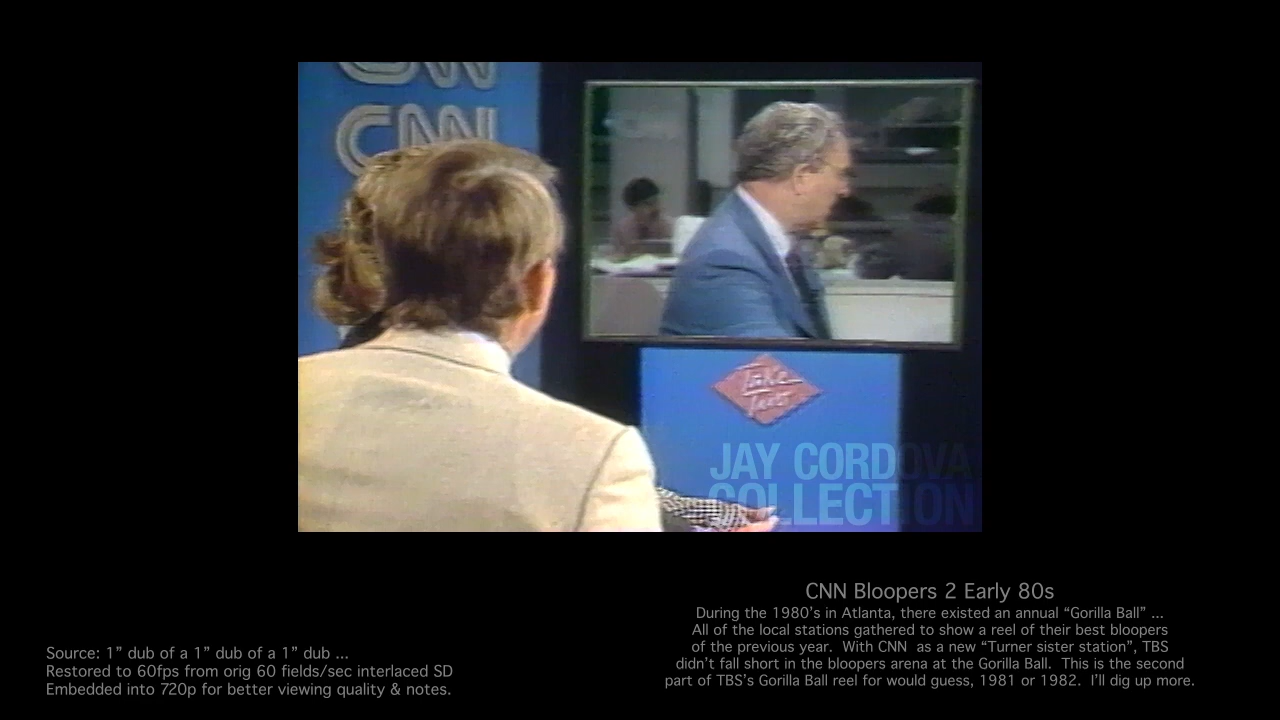 CNN
CNN
Take
Two
JAY CORDOVA
COLLECTION
CNN Bloopers 2 Early 80s
During the 1980's in Atlanta, there existed an annual “Gorilla Ball” ...
All of the local stations gathered to show a reel of their best bloopers
of the previous year.  With CNN  as a new “Turner sister station”, TBS
didn't fall short in the bloopers arena at the Gorilla Ball.  This is the second
part of TBS's Gorilla Ball reel for would guess, 1981 or 1982.  I'll dig up more.
Source: 1” dub of a 1” dub of a 1” dub ...
Restored to 60fps from orig 60 fields/sec interlaced SD
Embedded into 720p for better viewing quality & notes.